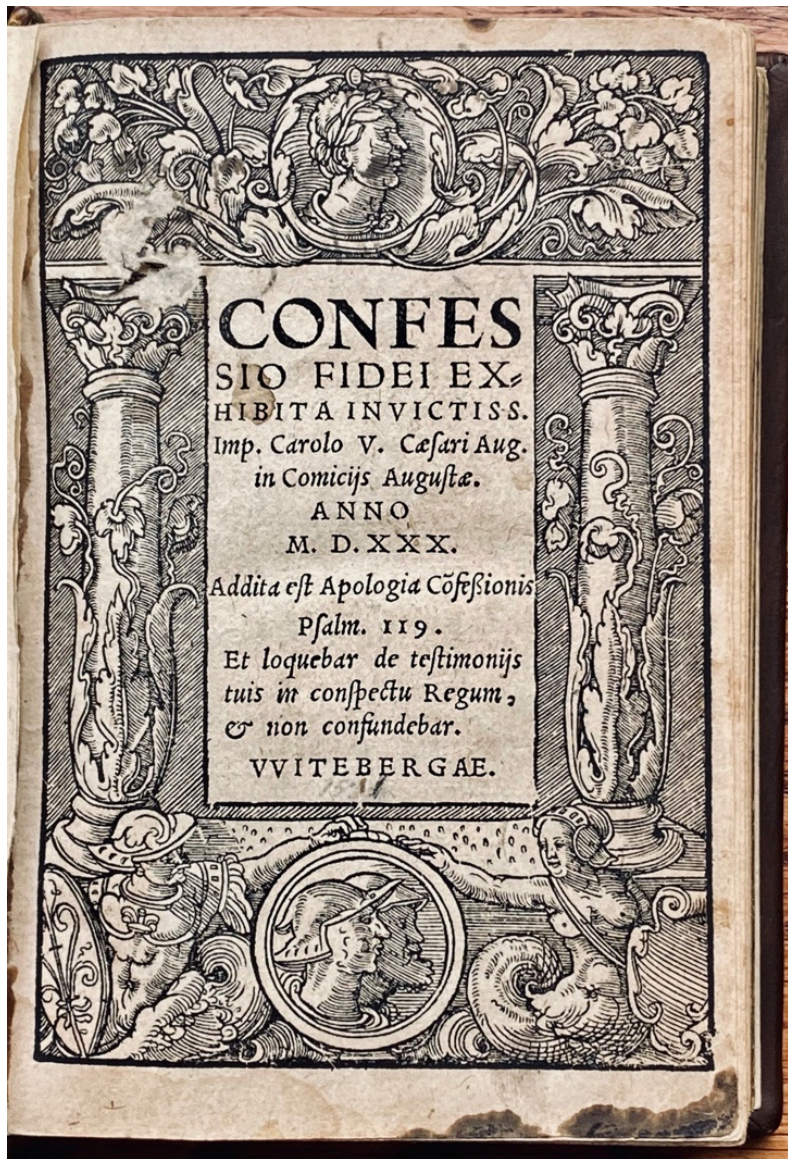 CONFES
SIO FIDEI EX⸗
HIBITA INVICTISS.
Imp. Carolo V. Cæſari Aug.
in Comicijs Auguſtæ.
ANNO
M. D. XXX.
Addita eſt Apologia Cõfeßionis
Pſalm. 119.
Et loquebar de teſtimonijs
tuis in conſpectu Regum,
& non confundebar.
VVITEBERGAE.